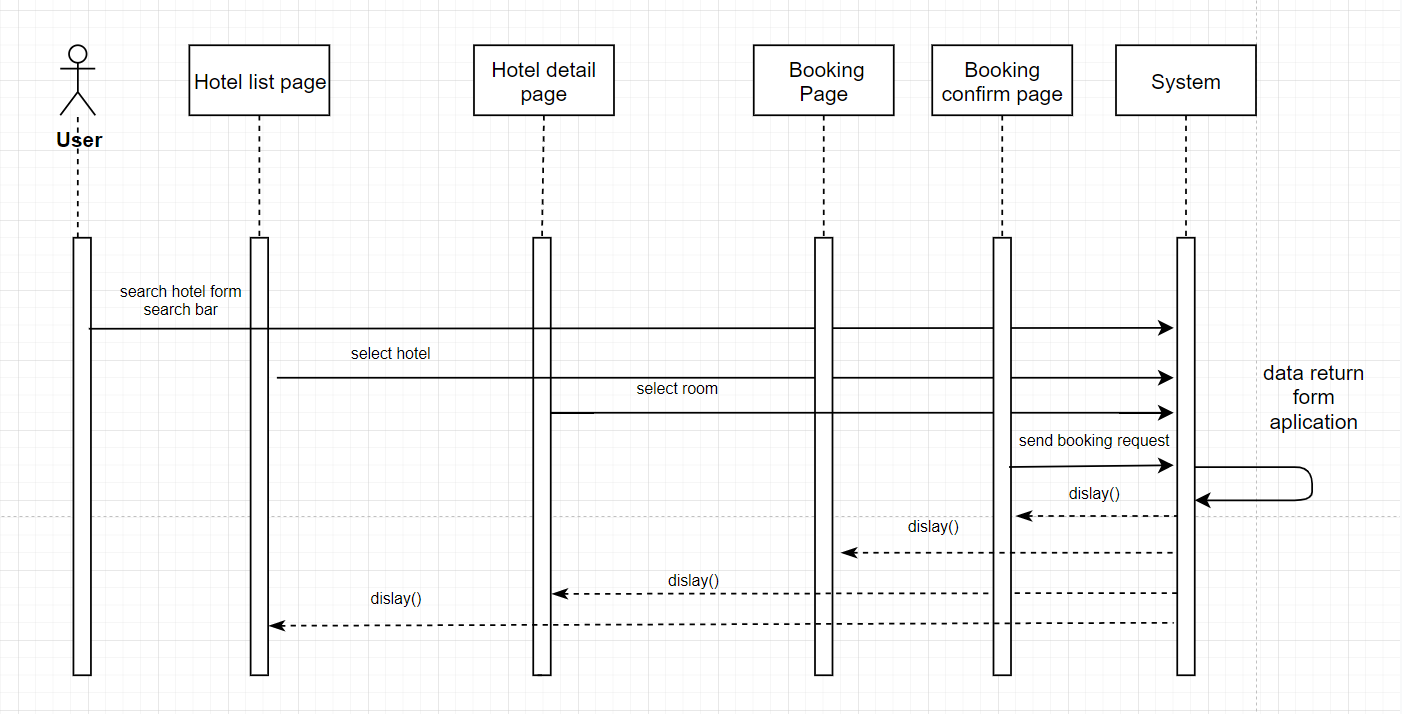 User
Hotel list page
Hotel detail
page
Booking
Page
Booking
confirm page
System
search hotel form
search bar
select hotel
select room
data return
form
aplication
send booking request
dislay()
dislay()
dislay()
dislay()